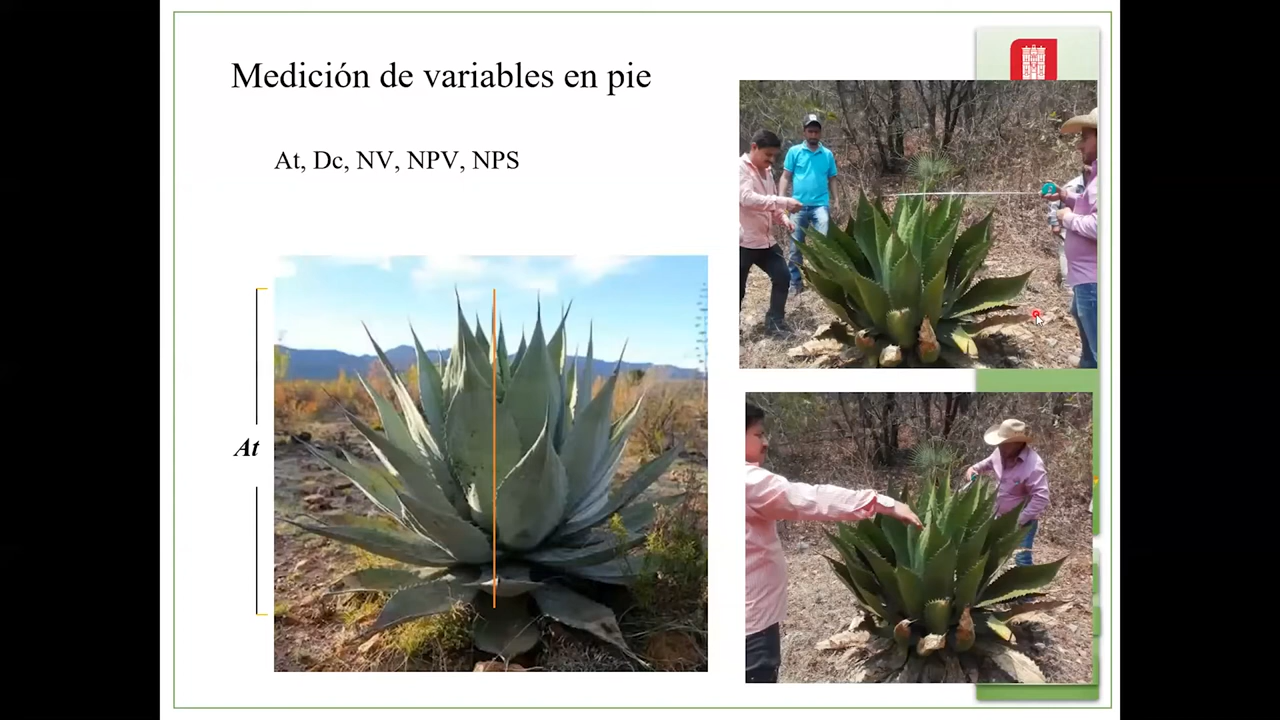 Medición de variables en pie
At, Dc, NV, NPV, NPS
At